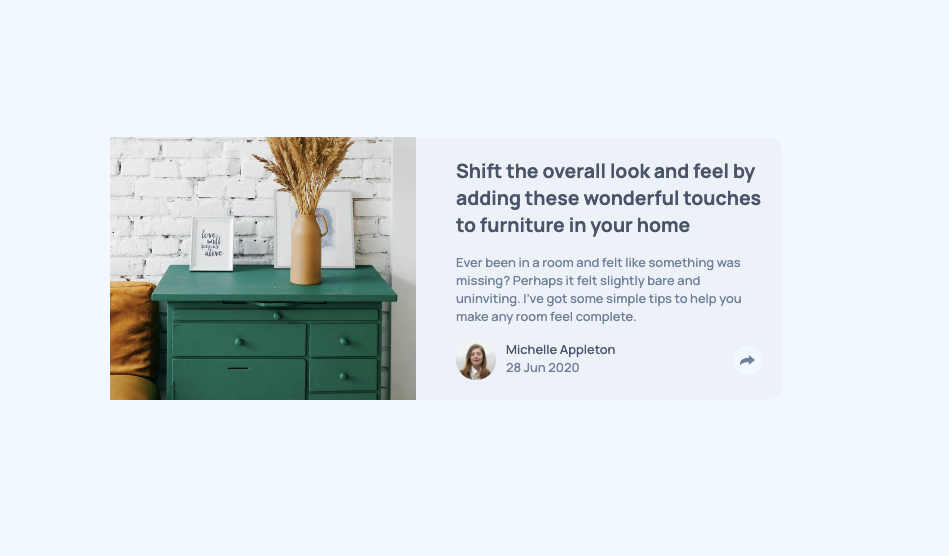 love
will
keep us
alive
Shift the overall look and feel by
adding these wonderful touches
to furniture in your home
Ever been in a room and felt like something was
missing? Perhaps it felt slightly bare and
uninviting. I've got some simple tips to help you
make any room feel complete.
Michelle Appleton
28 Jun 2020